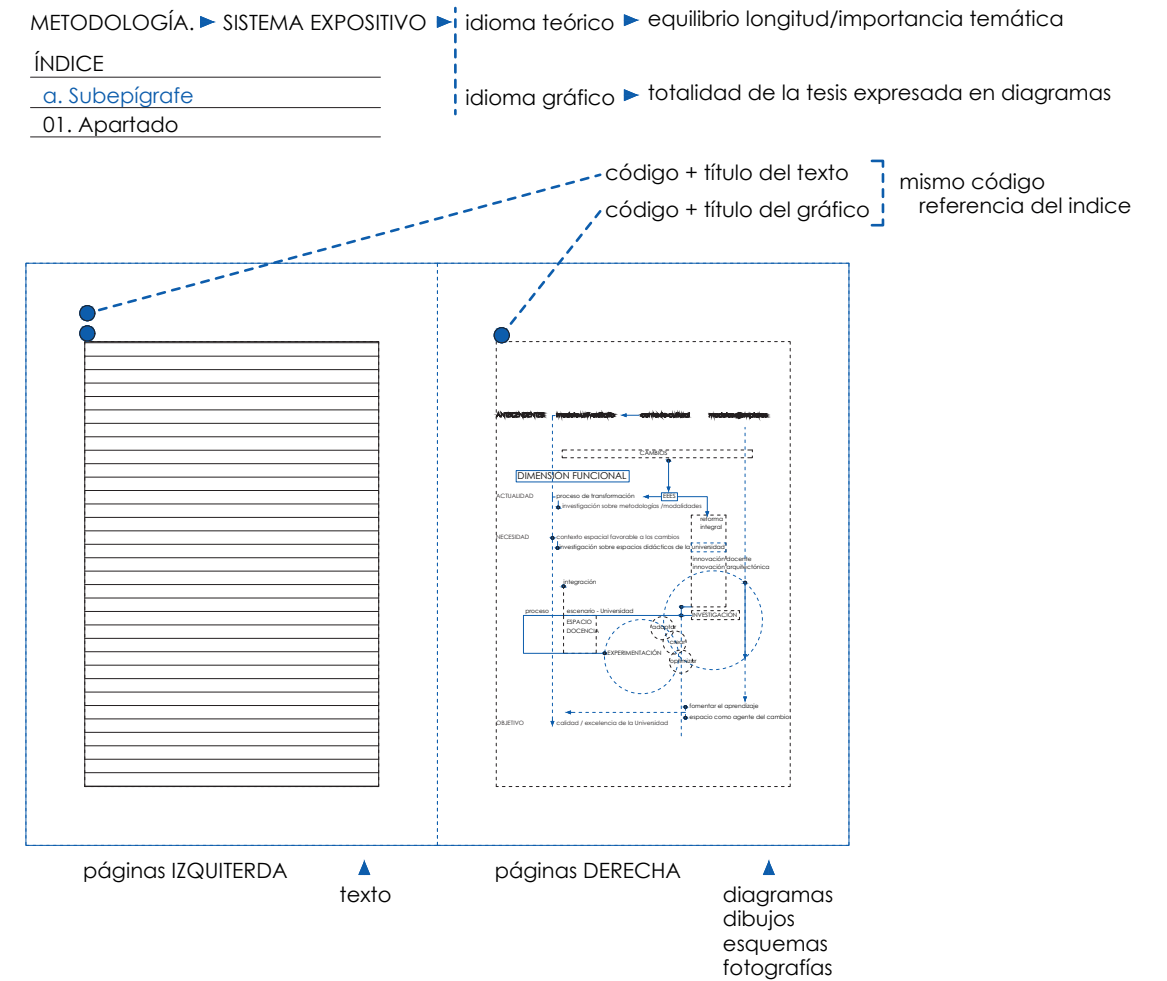 METODOLOGÍA. SISTEMA EXPOSITIVO idioma teórico equilibrio longitud/importancia temática
ÍNDICE
a. Subepígrafe
idioma gráfico totalidad de la tesis expresada en diagramas
01. Apartado
código + título del texto
código + título del gráfico
mismo código
referencia del indice
CAMBIOS
DIMENSION FUNCIONAL
ACTUALIDAD proceso de transformación EEES
investigación sobre metodologías /modalidades
reforma
integral
NECESIDAD contexto espacial favorable a los cambios
investigación sobre espacios didácticos de la universidad
innovación docente
innovación arquitectónica
integración
proceso escenario - Universidad INVESTIGACIÓN
ESPACIO
DOCENCIA
adaptar
crear
EXPERIMENTACIÓN
optimizar
fomentar el aprendizaje
espacio como agente del cambio
OBJETIVO calidad / excelencia de la Universidad
páginas IZQUITERDA
texto
páginas DERECHA
diagramas
dibujos
esquemas
fotografías